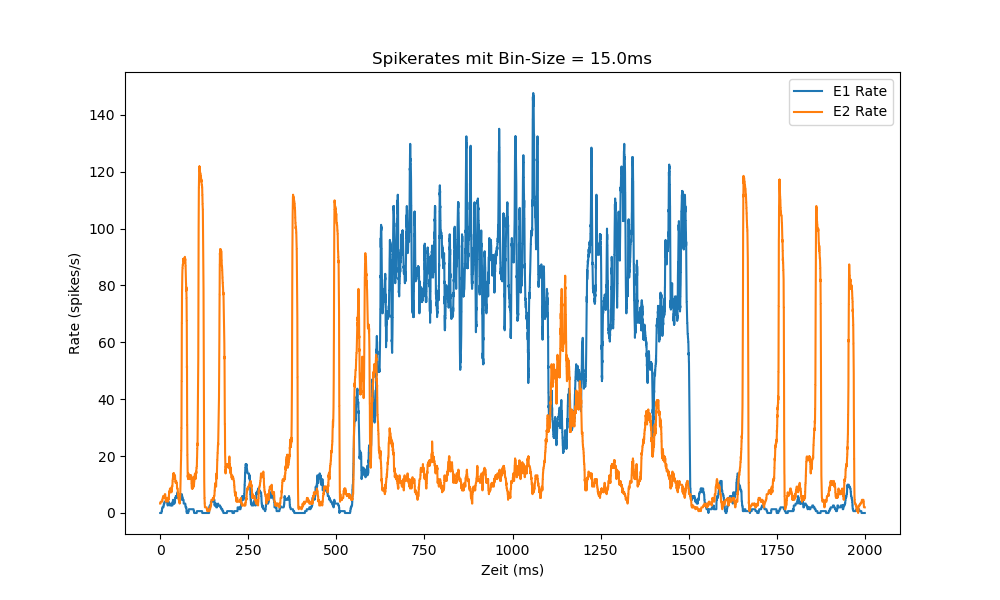 Spikerates mit Bin-Size = 15.0ms
E1 Rate
E2 Rate
Rate (spikes/s)
140
120
100
80
60
40
20
0
0 250 500 750 1000 1250 1500 1750 2000
Zeit (ms)